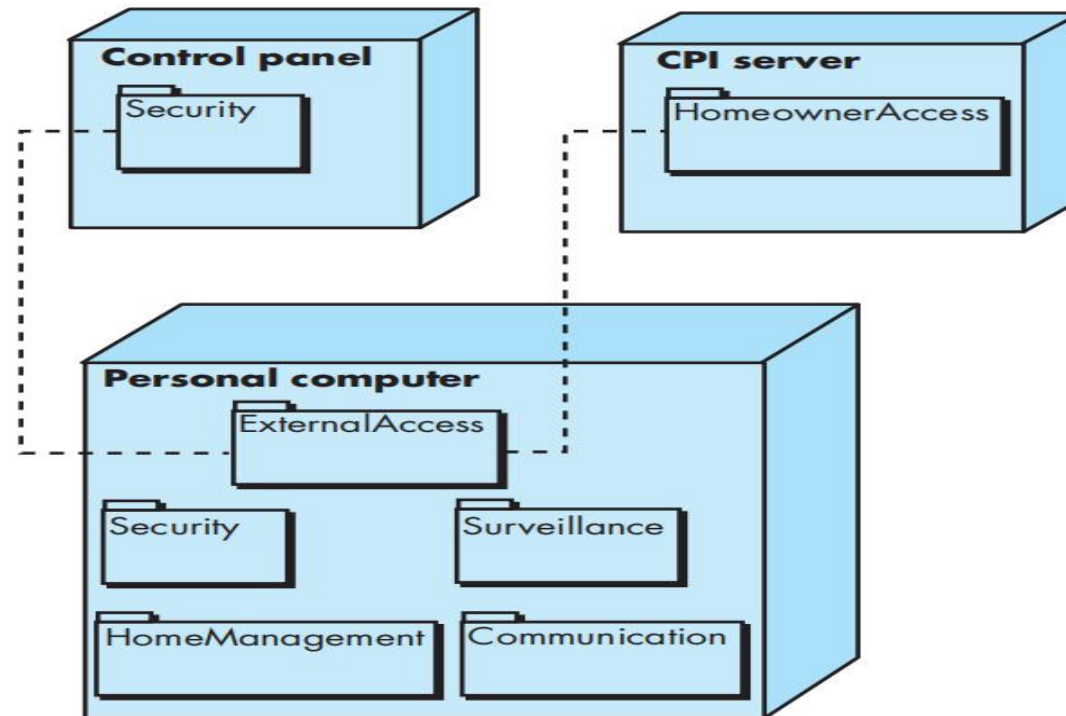 Control panel
Security
CPI server
HomeownerAccess
Personal computer
ExternalAccess
Security
Surveillance
HomeManagement
Communication